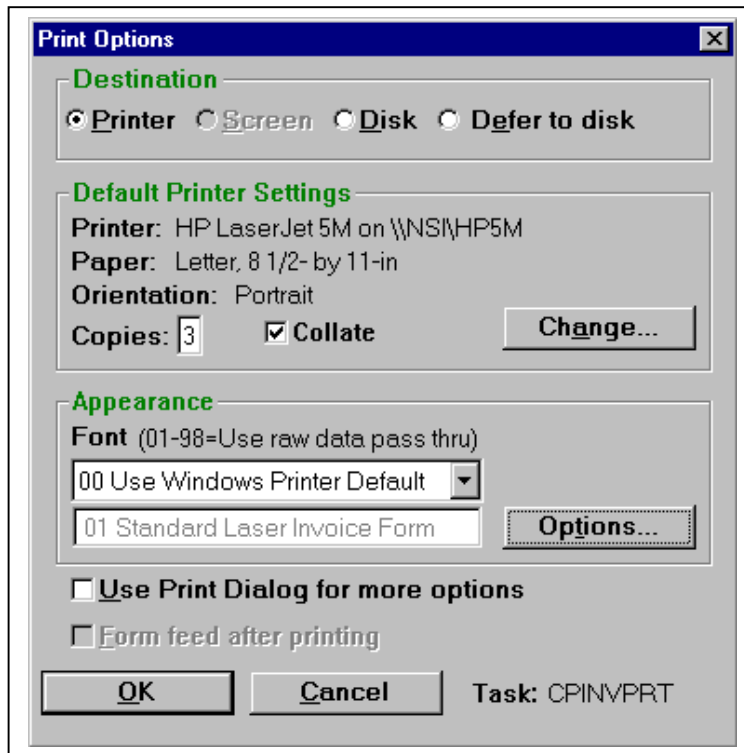 Print Options
Destination
Printer Screen Disk Defer to disk
Default Printer Settings
Printer: HP LaserJet 5M on \\NSI\HP5M
Paper: Letter, 8 1/2- by 11-in
Orientation: Portrait
Copies: 3 Collate Change...
Appearance
Font (01-98=Use raw data pass thru)
00 Use Windows Printer Default
01 Standard Laser Invoice Form Options...
Use Print Dialog for more options
Form feed after printing
OK Cancel Task: CPINVPRT